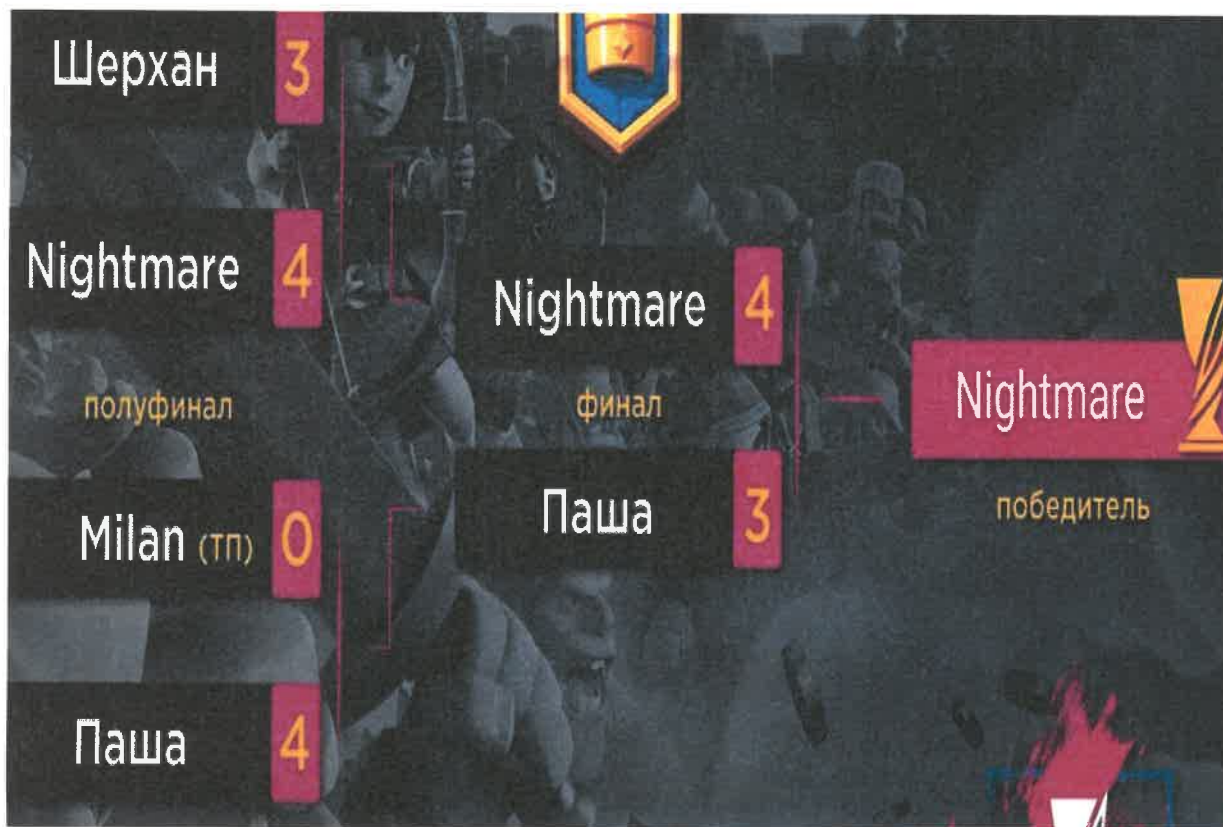 Шерхан 3
Nightmare 4
полуфинал
Milan (ТП) 0
Паша 4
Nightmare 4
финал
Паша 3
Nightmare
победитель